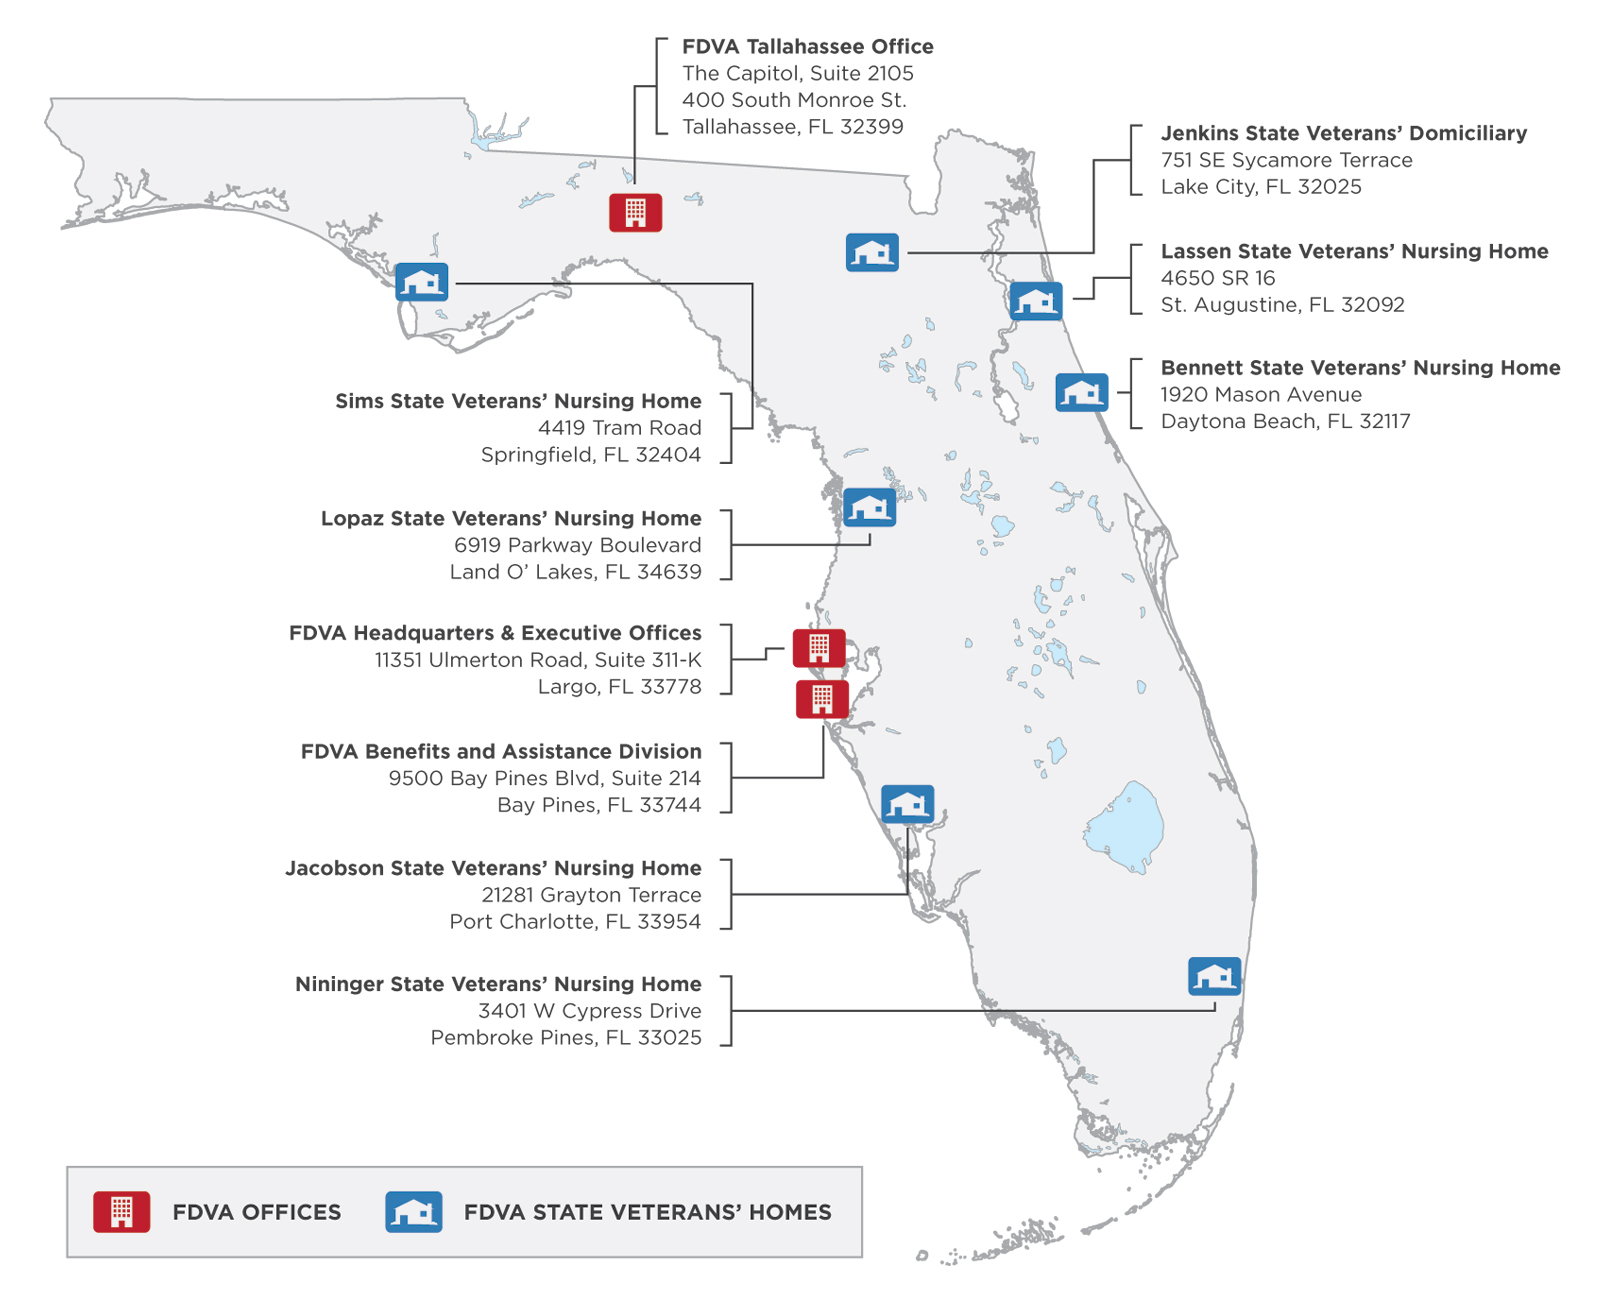 FDVA Tallahassee Office
The Capitol, Suite 2105
400 South Monroe St.
Tallahassee, FL 32399
Jenkins State Veterans’ Domiciliary
751 SE Sycamore Terrace
Lake City, FL 32025
Lassen State Veterans’ Nursing Home
4650 SR 16
St. Augustine, FL 32092
Bennett State Veterans’ Nursing Home
1920 Mason Avenue
Daytona Beach, FL 32117
Sims State Veterans’ Nursing Home
4419 Tram Road
Springfield, FL 32404
Lopaz State Veterans’ Nursing Home
6919 Parkway Boulevard
Land O’ Lakes, FL 34639
FDVA Headquarters & Executive Offices
11351 Ulmerton Road, Suite 311-K
Largo, FL 33778
FDVA Benefits and Assistance Division
9500 Bay Pines Blvd, Suite 214
Bay Pines, FL 33744
Jacobson State Veterans’ Nursing Home
21281 Grayton Terrace
Port Charlotte, FL 33954
Nininger State Veterans’ Nursing Home
3401 W Cypress Drive
Pembroke Pines, FL 33025
FDVA OFFICES
FDVA STATE VETERANS’ HOMES